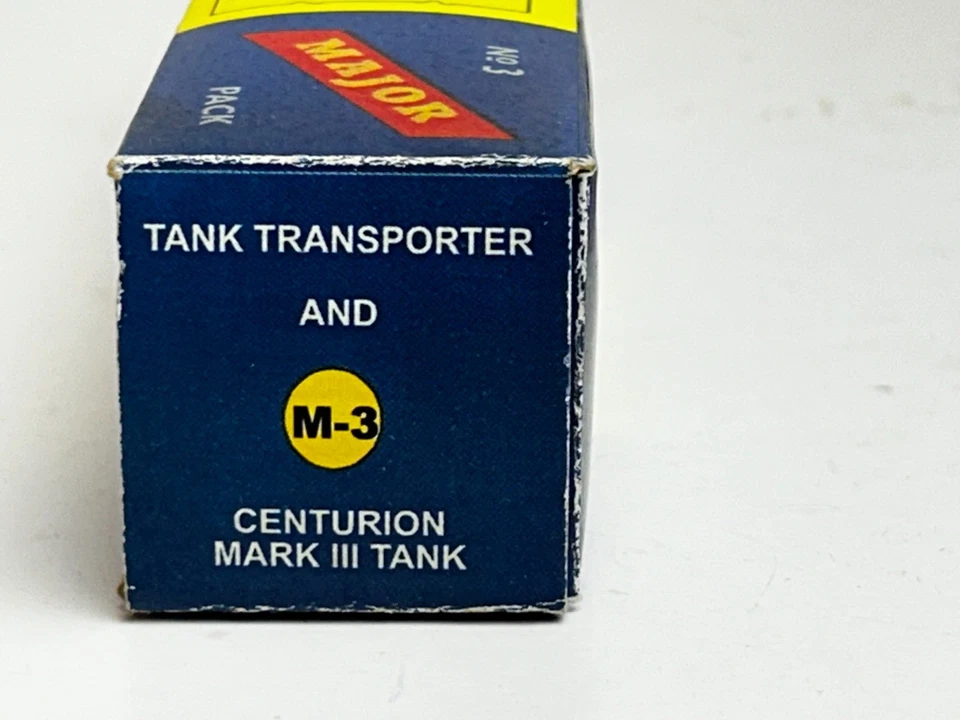 No 3
MAJOR
PACK
TANK TRANSPORTER
AND
M-3
CENTURION
MARK III TANK